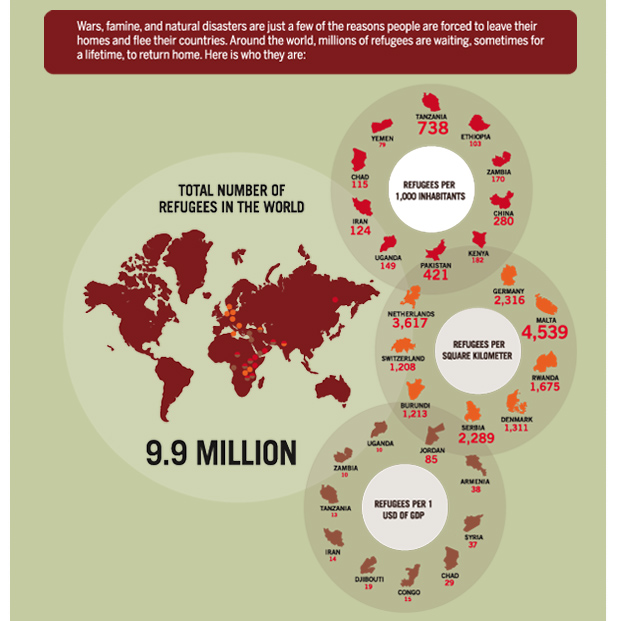 Wars, famine, and natural disasters are just a few of the reasons people are forced to leave their
homes and flee their countries. Around the world, millions of refugees are waiting, sometimes for
a lifetime, to return home. Here is who they are:
TOTAL NUMBER OF
REFUGEES IN THE WORLD
9.9 MILLION
REFUGEES PER
1,000 INHABITANTS
TANZANIA
738
ETHIOPIA
103
ZAMBIA
170
CHINA
280
KENYA
182
PAKISTAN
421
UGANDA
149
IRAN
124
CHAD
115
YEMEN
79
REFUGEES PER
SQUARE KILOMETER
GERMANY
2,316
MALTA
4,539
RWANDA
1,675
DENMARK
1,311
SERBIA
2,289
BURUNDI
1,213
SWITZERLAND
1,208
NETHERLANDS
3,617
REFUGEES PER 1
USD OF GDP
JORDAN
85
ARMENIA
38
SYRIA
37
CHAD
29
CONGO
15
DJIBOUTI
19
IRAN
14
TANZANIA
13
ZAMBIA
10
UGANDA
10